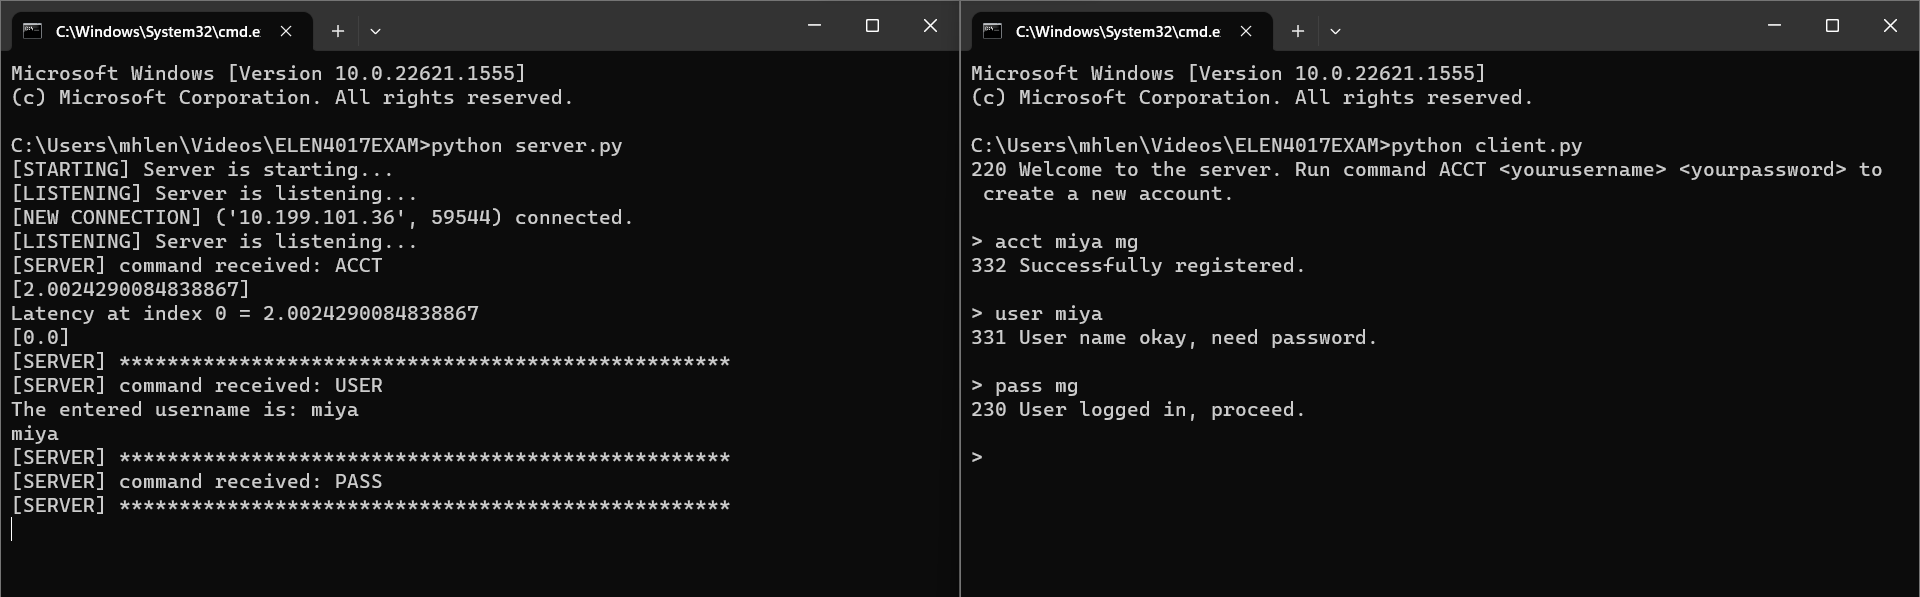 C:\Windows\System32\cmd.e
Microsoft Windows [Version 10.0.22621.1555]
(c) Microsoft Corporation. All rights reserved.
C:\Users\mhlen\Videos\ELEN4017EXAM>python server.py
[STARTING] Server is starting...
[LISTENING] Server is listening...
[NEW CONNECTION] ('10.199.101.36', 59544) connected.
[LISTENING] Server is listening...
[SERVER] command received: ACCT
[2.0024290084838867]
Latency at index 0 = 2.0024290084838867
[0.0]
[SERVER] ***************************************************
[SERVER] command received: USER
The entered username is: miya
miya
[SERVER] ***************************************************
[SERVER] command received: PASS
[SERVER] ***************************************************
C:\Windows\System32\cmd.e
Microsoft Windows [Version 10.0.22621.1555]
(c) Microsoft Corporation. All rights reserved.
C:\Users\mhlen\Videos\ELEN4017EXAM>python client.py
220 Welcome to the server. Run command ACCT <yourusername> <yourpassword> to
create a new account.
> acct miya mg
332 Successfully registered.
> user miya
331 User name okay, need password.
> pass mg
230 User logged in, proceed.
>